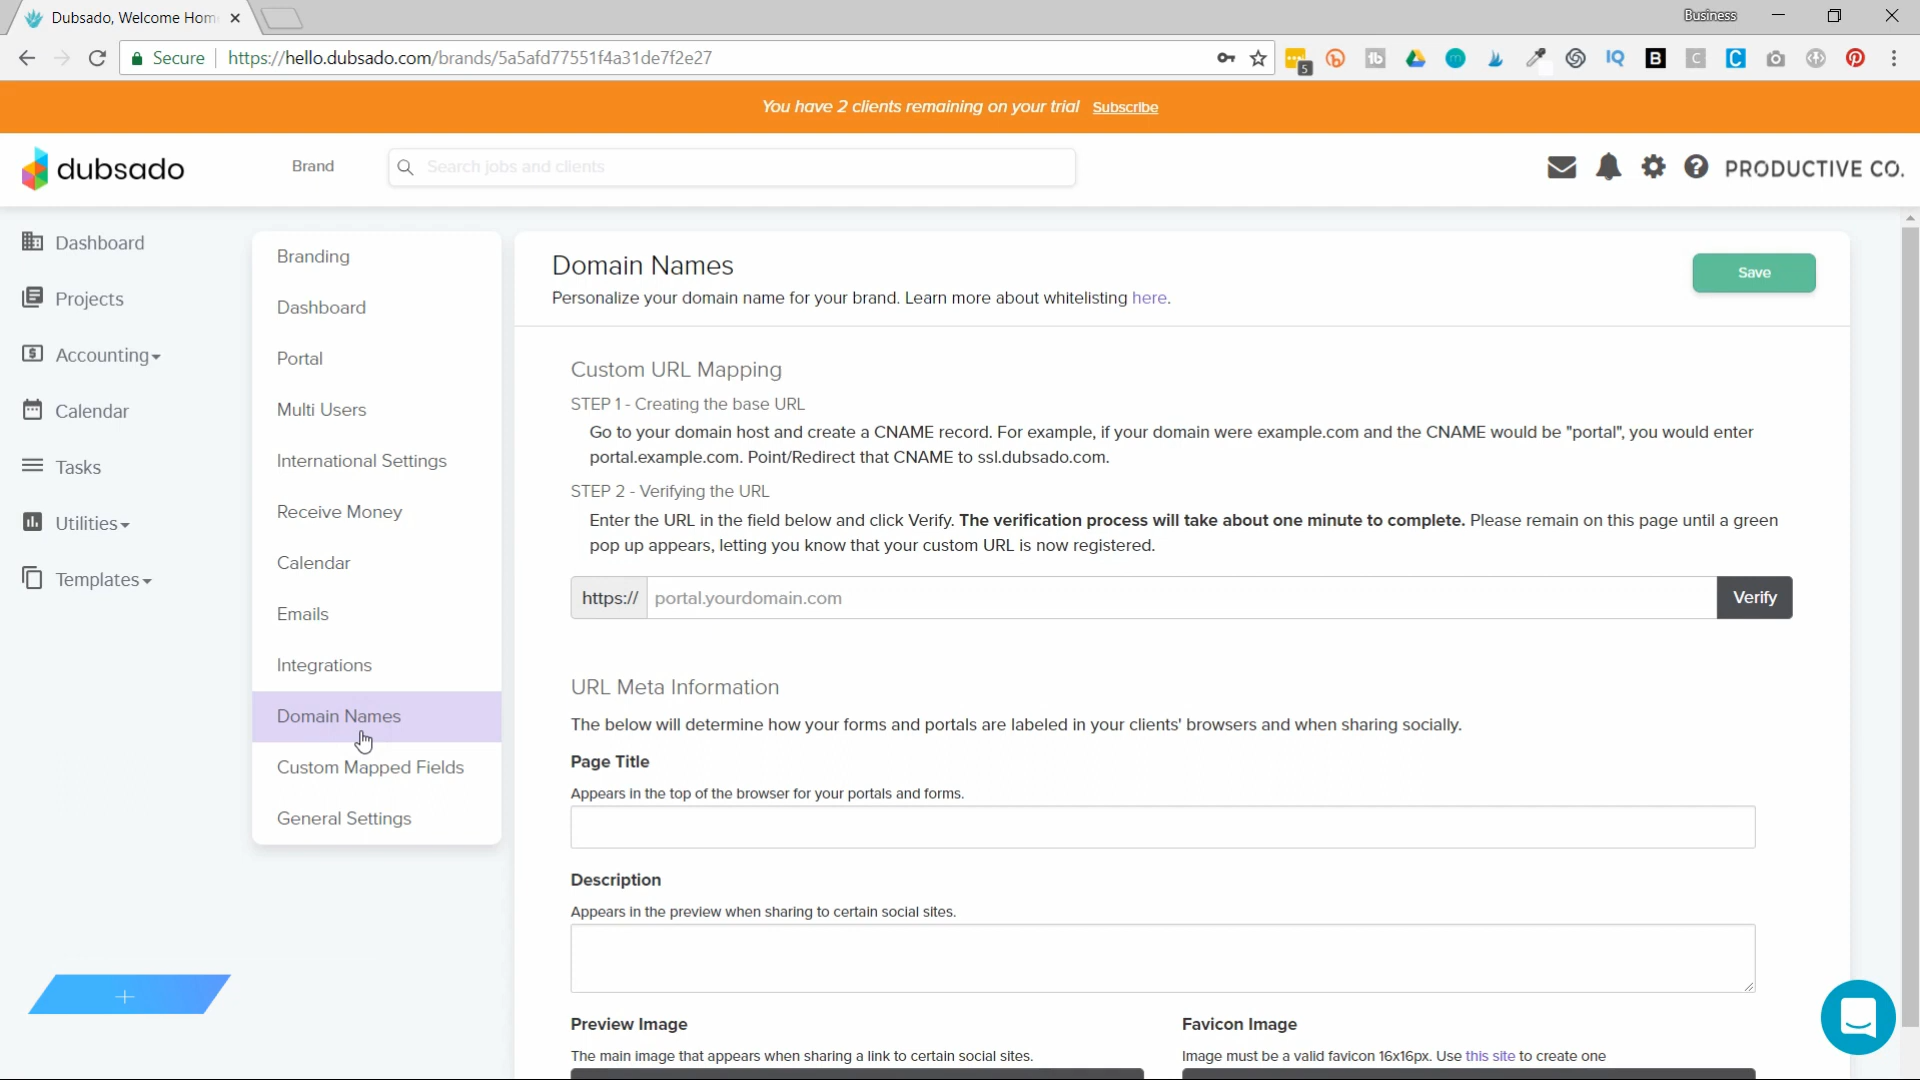 Dubsado, Welcome Hom
Business
Secure
https://hello.dubsado.com/brands/5a5afd77551f4a31de7f2e27
5
You have 2 clients remaining on your trial Subscribe
dubsado
Brand
Search jobs and clients
PRODUCTIVE CO.
Dashboard
Projects
Accounting
Calendar
Tasks
Utilities
Templates
Branding
Dashboard
Portal
Multi Users
International Settings
Receive Money
Calendar
Emails
Integrations
Domain Names
Custom Mapped Fields
General Settings
Domain Names
Save
Personalize your domain name for your brand. Learn more about whitelisting here.
Custom URL Mapping
STEP 1 - Creating the base URL
Go to your domain host and create a CNAME record. For example, if your domain were example.com and the CNAME would be "portal", you would enter
portal.example.com. Point/Redirect that CNAME to ssl.dubsado.com.
STEP 2 - Verifying the URL
Enter the URL in the field below and click Verify. The verification process will take about one minute to complete. Please remain on this page until a green
pop up appears, letting you know that your custom URL is now registered.
https:// portal.yourdomain.com Verify
URL Meta Information
The below will determine how your forms and portals are labeled in your clients' browsers and when sharing socially.
Page Title
Appears in the top of the browser for your portals and forms.
Description
Appears in the preview when sharing to certain social sites.
Preview Image
The main image that appears when sharing a link to certain social sites.
Favicon Image
Image must be a valid favicon 16x16px. Use this site to create one